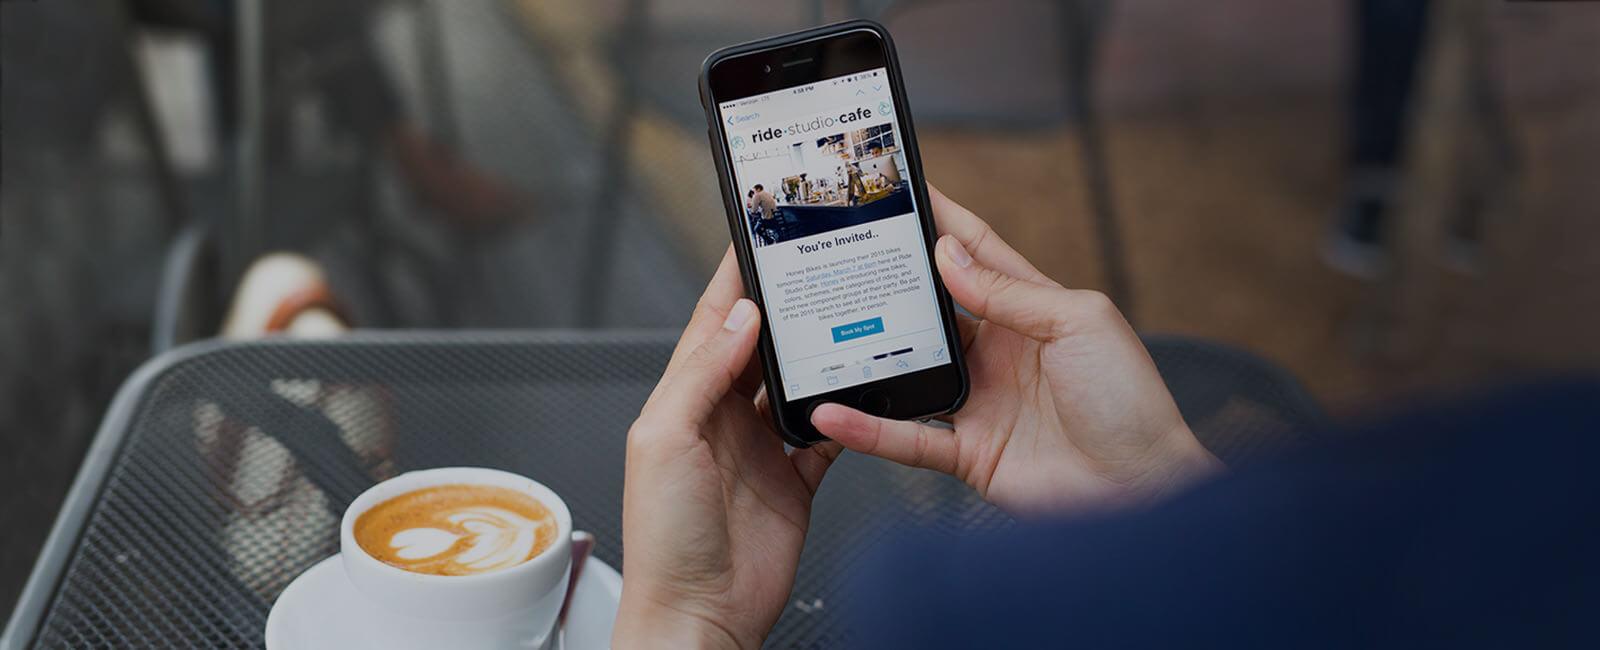 Verizon LTE 4:58 PM 38%
Search
ride·studio·cafe
You're Invited..
Honey Bikes is launching their 2015 bikes
tomorrow, Saturday, March 7 at 6pm here at Ride
Studio Cafe. Honey is introducing new bikes,
colors, schemes, new categories of riding, and
brand new component groups at their party. Be part
of the 2015 launch to see all of the new, incredible
bikes together, in person.
Book My Spot